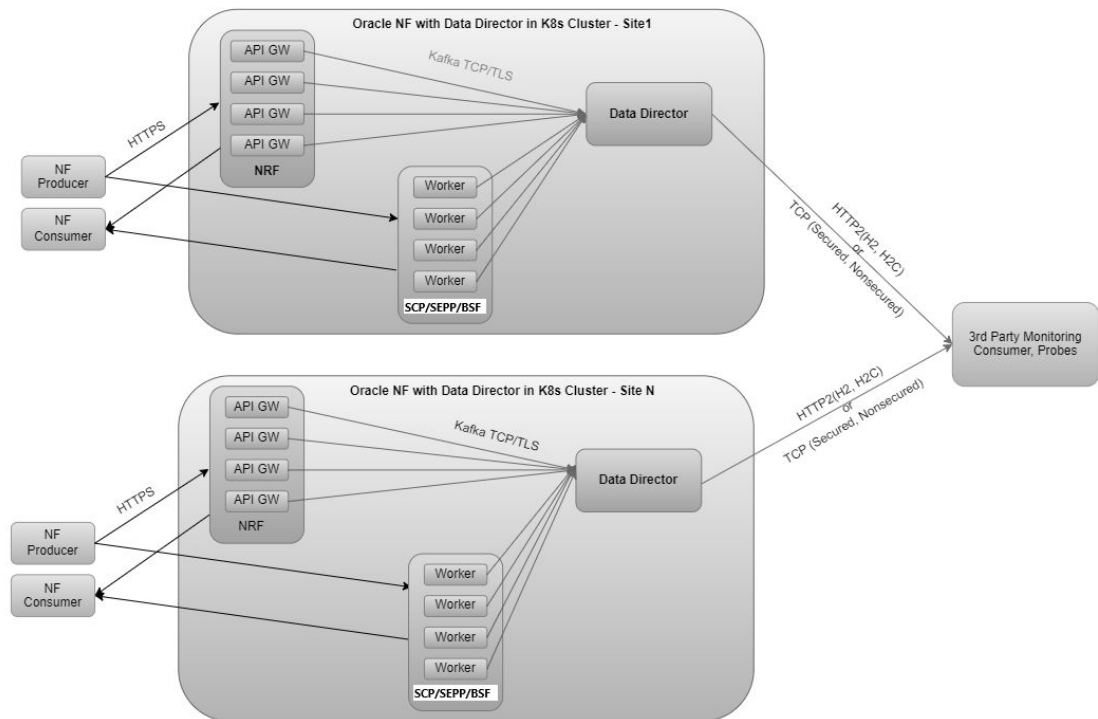 Oracle NF with Data Director in K8s Cluster - Site1
API GW
API GW
API GW
API GW
NRF
Kafka TCP/TLS
Data Director
HTTPS
NF
Producer
NF
Consumer
Worker
Worker
Worker
Worker
SCP/SEPP/BSF
HTTP2(H2, H2C)
or
TCP (Secured, Nonsecured)
3rd Party Monitoring
Consumer, Probes
Oracle NF with Data Director in K8s Cluster - Site N
API GW
API GW
API GW
API GW
NRF
Kafka TCP/TLS
Data Director
HTTPS
NF
Producer
NF
Consumer
Worker
Worker
Worker
Worker
SCP/SEPP/BSF
HTTP2(H2, H2C)
or
TCP (Secured, Nonsecured)